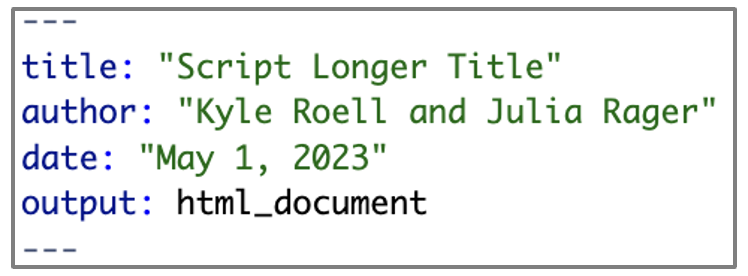 ---
title: "Script Longer Title"
author: "Kyle Roell and Julia Rager"
date: "May 1, 2023"
output: html_document
---